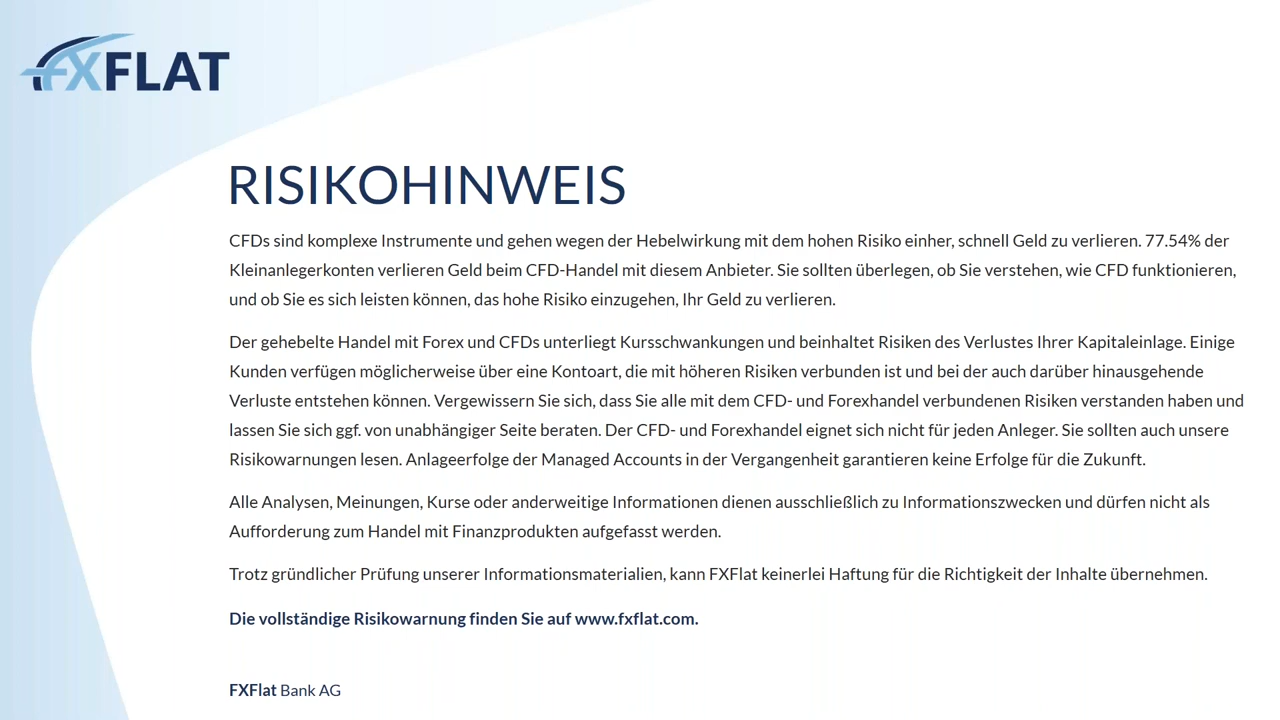 FXFLAT
RISIKOHINWEIS
CFDs sind komplexe Instrumente und gehen wegen der Hebelwirkung mit dem hohen Risiko einher, schnell Geld zu verlieren. 77.54% der
Kleinanlegerkonten verlieren Geld beim CFD-Handel mit diesem Anbieter. Sie sollten überlegen, ob Sie verstehen, wie CFD funktionieren,
und ob Sie es sich leisten können, das hohe Risiko einzugehen, Ihr Geld zu verlieren.
Der gehebelte Handel mit Forex und CFDs unterliegt Kursschwankungen und beinhaltet Risiken des Verlustes Ihrer Kapitaleinlage. Einige
Kunden verfügen möglicherweise über eine Kontoart, die mit höheren Risiken verbunden ist und bei der auch darüber hinausgehende
Verluste entstehen können. Vergewissern Sie sich, dass Sie alle mit dem CFD- und Forexhandel verbundenen Risiken verstanden haben und
lassen Sie sich ggf. von unabhängiger Seite beraten. Der CFD- und Forexhandel eignet sich nicht für jeden Anleger. Sie sollten auch unsere
Risikowarnungen lesen. Anlageerfolge der Managed Accounts in der Vergangenheit garantieren keine Erfolge für die Zukunft.
Alle Analysen, Meinungen, Kurse oder anderweitige Informationen dienen ausschließlich zu Informationszwecken und dürfen nicht als
Aufforderung zum Handel mit Finanzprodukten aufgefasst werden.
Trotz gründlicher Prüfung unserer Informationsmaterialien, kann FXFlat keinerlei Haftung für die Richtigkeit der Inhalte übernehmen.
Die vollständige Risikowarnung finden Sie auf www.fxflat.com.
FXFlat Bank AG